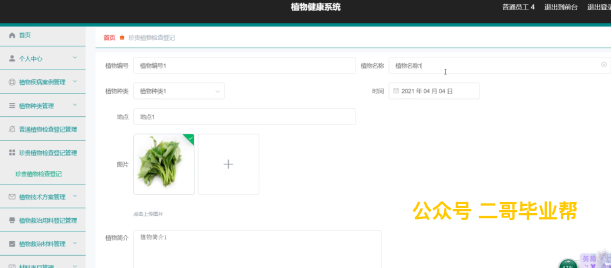 植物健康系统
普通员工 4 退出到前台 退出登录
首页
首页 珍贵植物检查登记
个人中心
植物编号 植物编号1
植物名称 植物名称1
植物疾病案例管理
植物种类 植物种类1
时间 2021 年 04 月 04 日
植物种类管理
地点 地点1
普通植物检查登记管理
珍贵植物检查登记管理
图片
珍贵植物检查登记
植物技术方案管理
点击上传图片
公众号 二哥毕业帮
植物救治用料登记管理
植物简介 植物简介1
植物救治材料管理